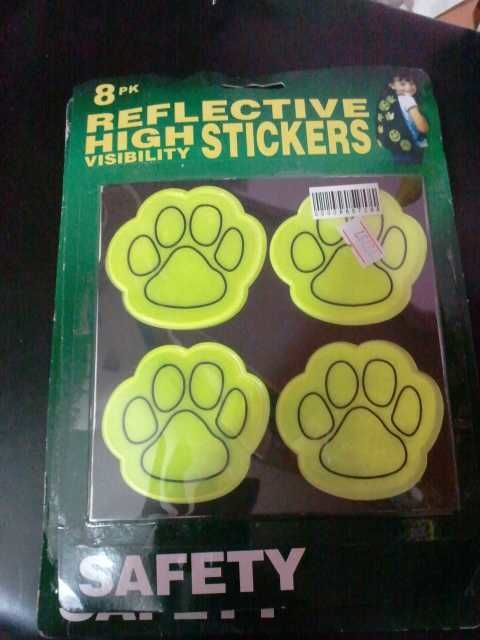 8 PK
REFLECTIVE
HIGH STICKERS
VISIBILITY
SAFETY